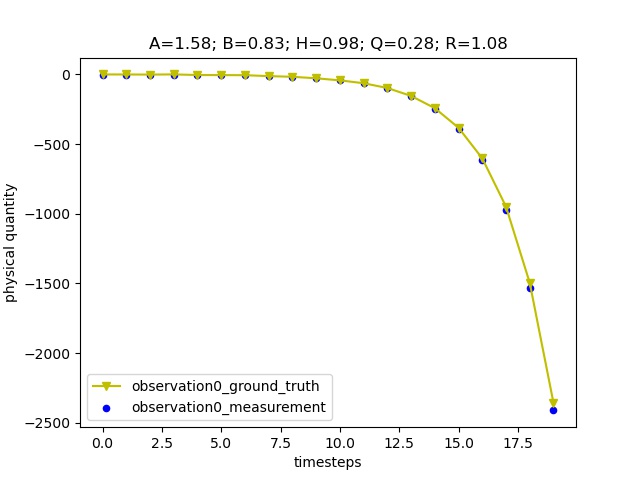 A=1.58; B=0.83; H=0.98; Q=0.28; R=1.08
0
−500
−1000
−1500
−2000
−2500
physical quantity
observation0_ground_truth
observation0_measurement
0.0 2.5 5.0 7.5 10.0 12.5 15.0 17.5
timesteps